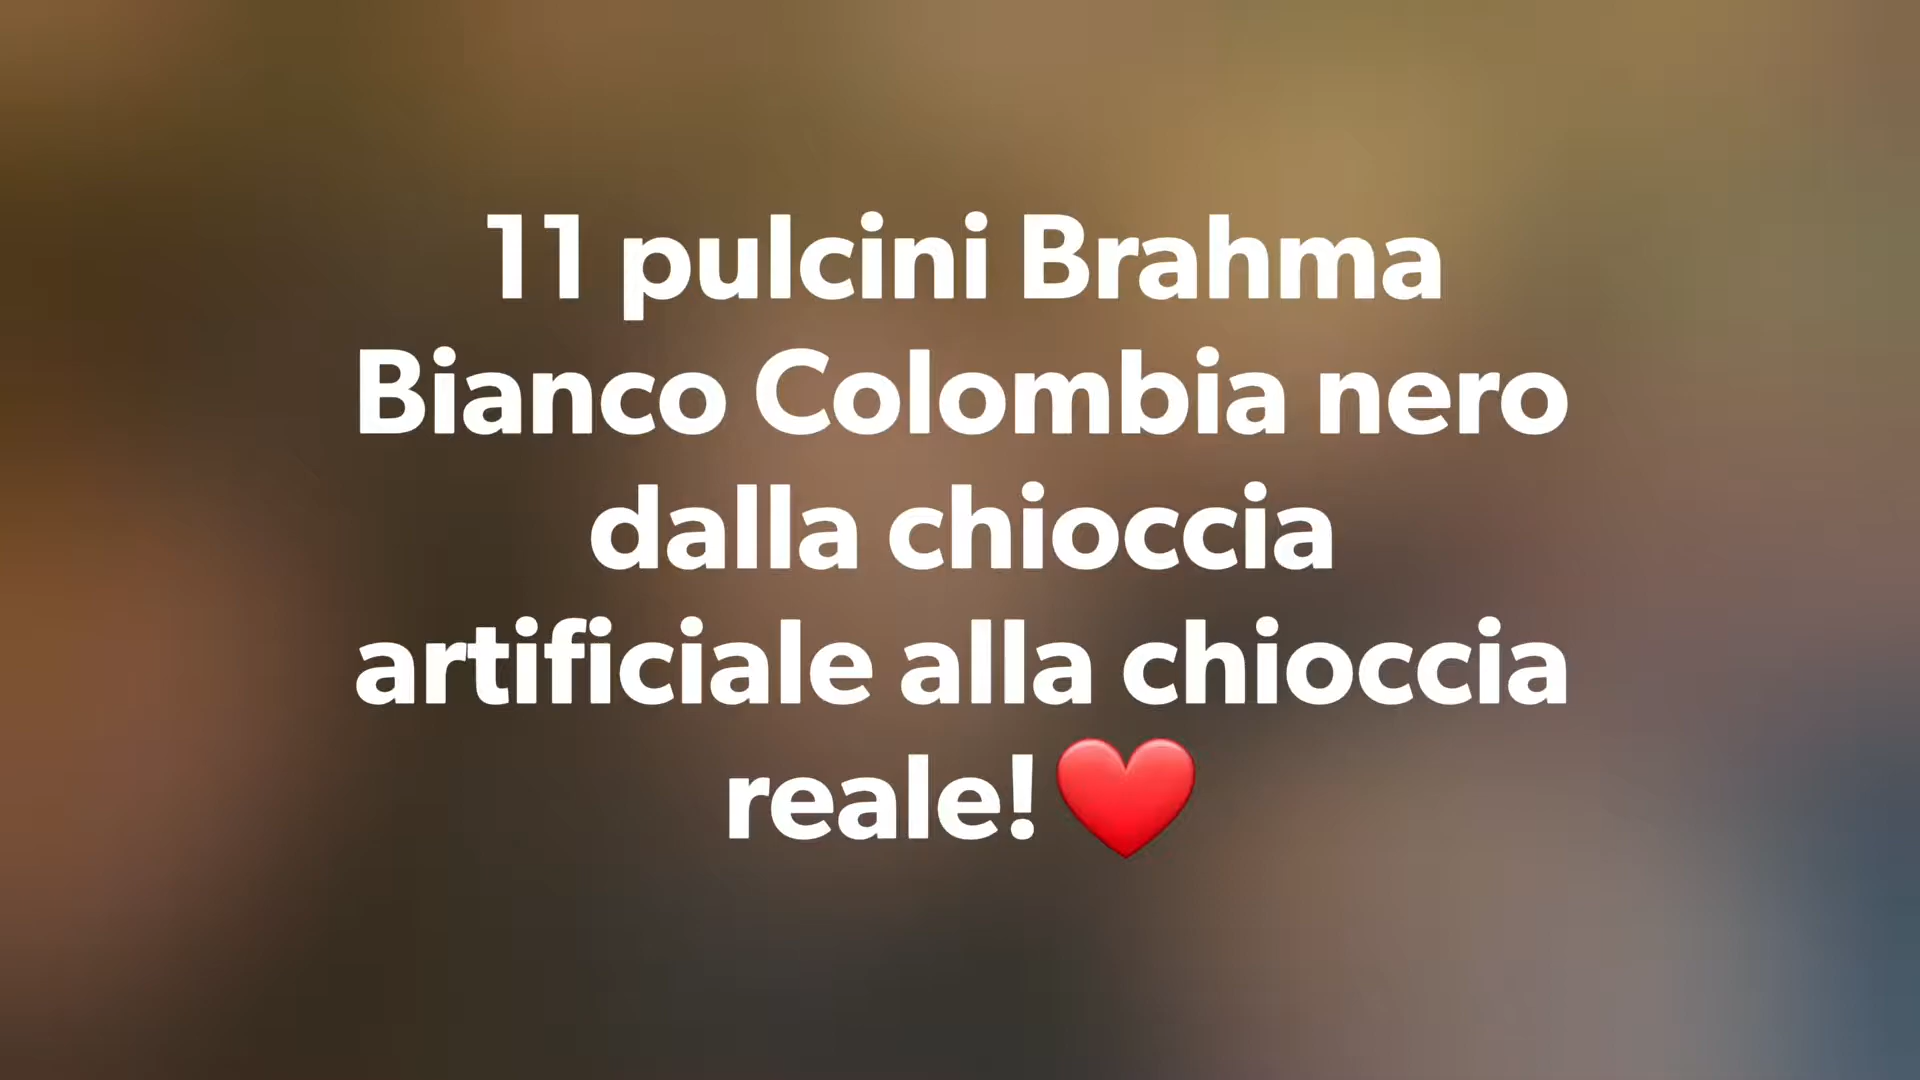 11 pulcini Brahma
Bianco Colombia nero
dalla chioccia
artificiale alla chioccia
reale!❤️